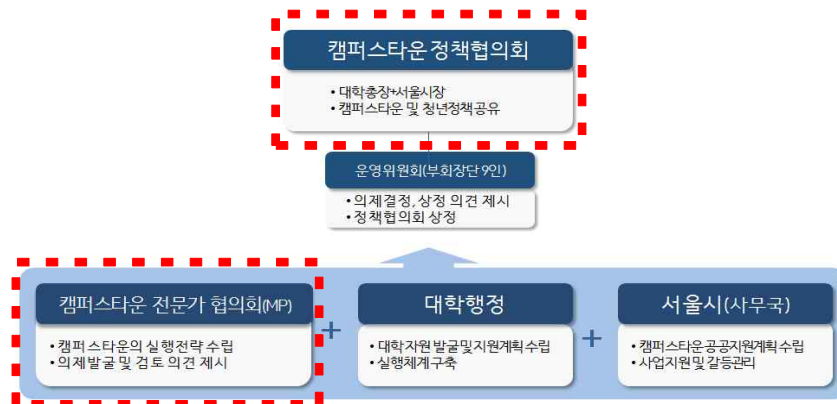 캠퍼스타운 정책협의회
• 대학총장+서울시장
• 캠퍼스타운 및 청년정책 공유
운영위원회(부회장단 9인)
• 의제결정, 상정 의견 제시
• 정책협의회 상정
캠퍼스타운 전문가 협의회(MP)
• 캠퍼스타운의 실행전략 수립
• 의제발굴 및 검토 의견 제시
+
대학행정
• 대학자원 발굴 및 지원계획 수립
• 실행체계 구축
+
서울시(사무국)
• 캠퍼스타운 공공지원계획 수립
• 사업지원 및 갈등관리